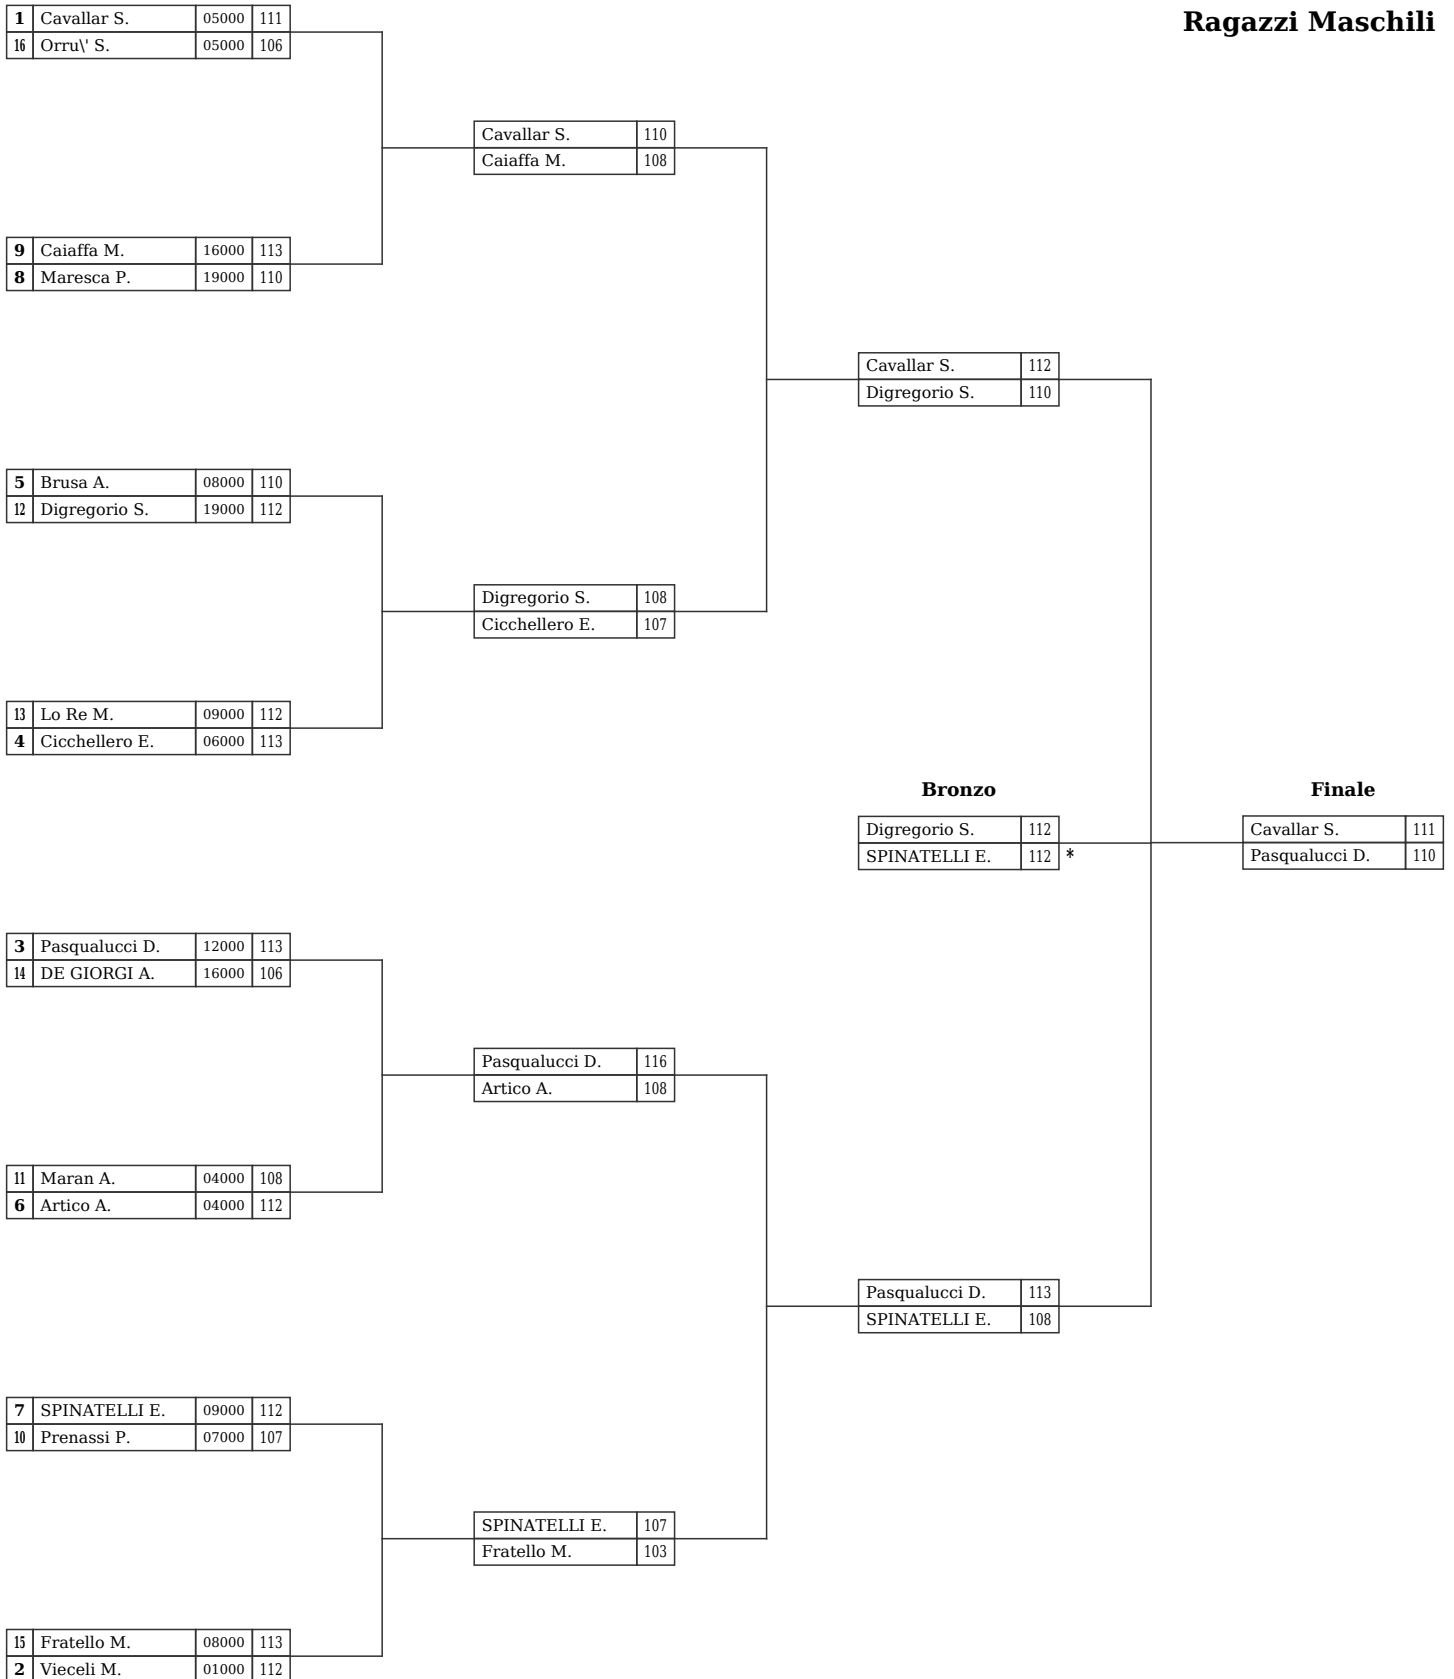 Ragazzi Maschili
1 Cavallar S. 05000 111
16 Orru\' S. 05000 106
Cavallar S. 110
Caiaffa M. 108
9 Caiaffa M. 16000 113
8 Maresca P. 19000 110
Cavallar S. 112
Digregorio S. 110
5 Brusa A. 08000 110
12 Digregorio S. 19000 112
Digregorio S. 108
Cicchellero E. 107
13 Lo Re M. 09000 112
4 Cicchellero E. 06000 113
Bronzo Finale
Digregorio S. 112 Cavallar S. 111
SPINATELLI E. 112 * Pasqualucci D. 110
3 Pasqualucci D. 12000 113
14 DE GIORGI A. 16000 106
Pasqualucci D. 116
Artico A. 108
11 Maran A. 04000 108
6 Artico A. 04000 112
Pasqualucci D. 113
SPINATELLI E. 108
7 SPINATELLI E. 09000 112
10 Prenassi P. 07000 107
SPINATELLI E. 107
Fratello M. 103
15 Fratello M. 08000 113
2 Vieceli M. 01000 112